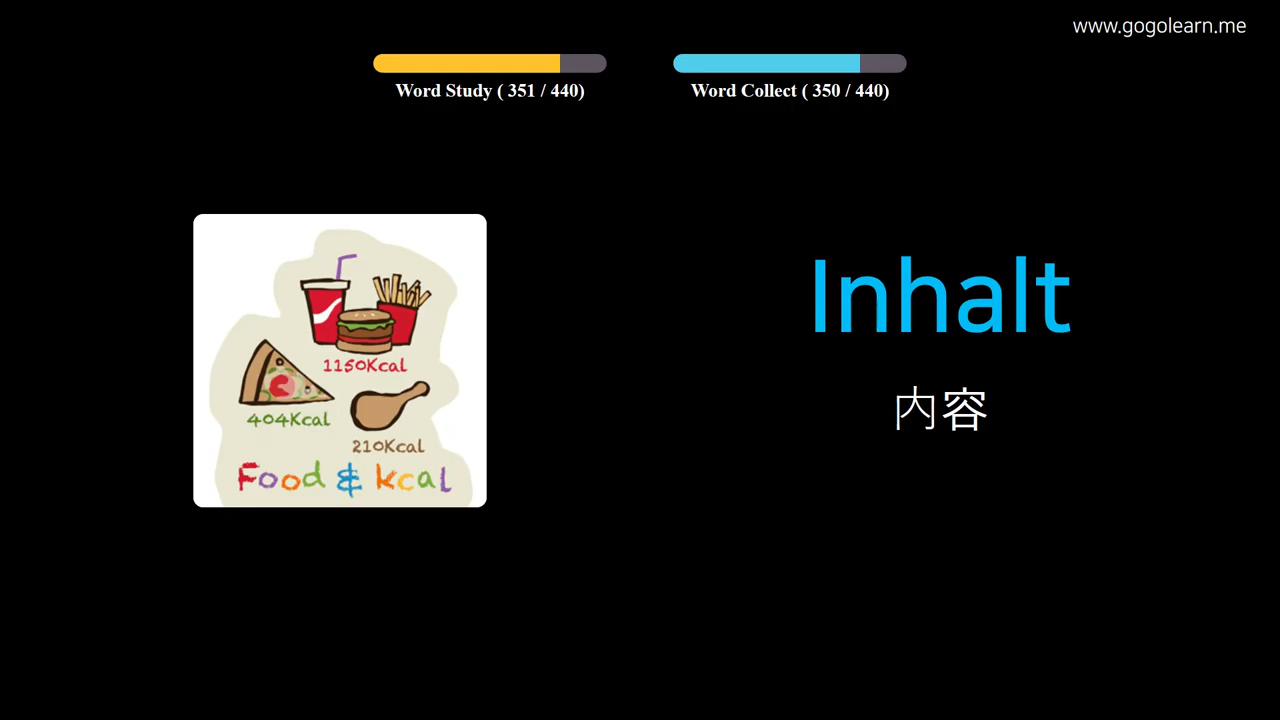 www.gogolearn.me
Word Study ( 351 / 440)
Word Collect ( 350 / 440)
1150Kcal
404Kcal
210Kcal
Food & kcal
Inhalt
内容